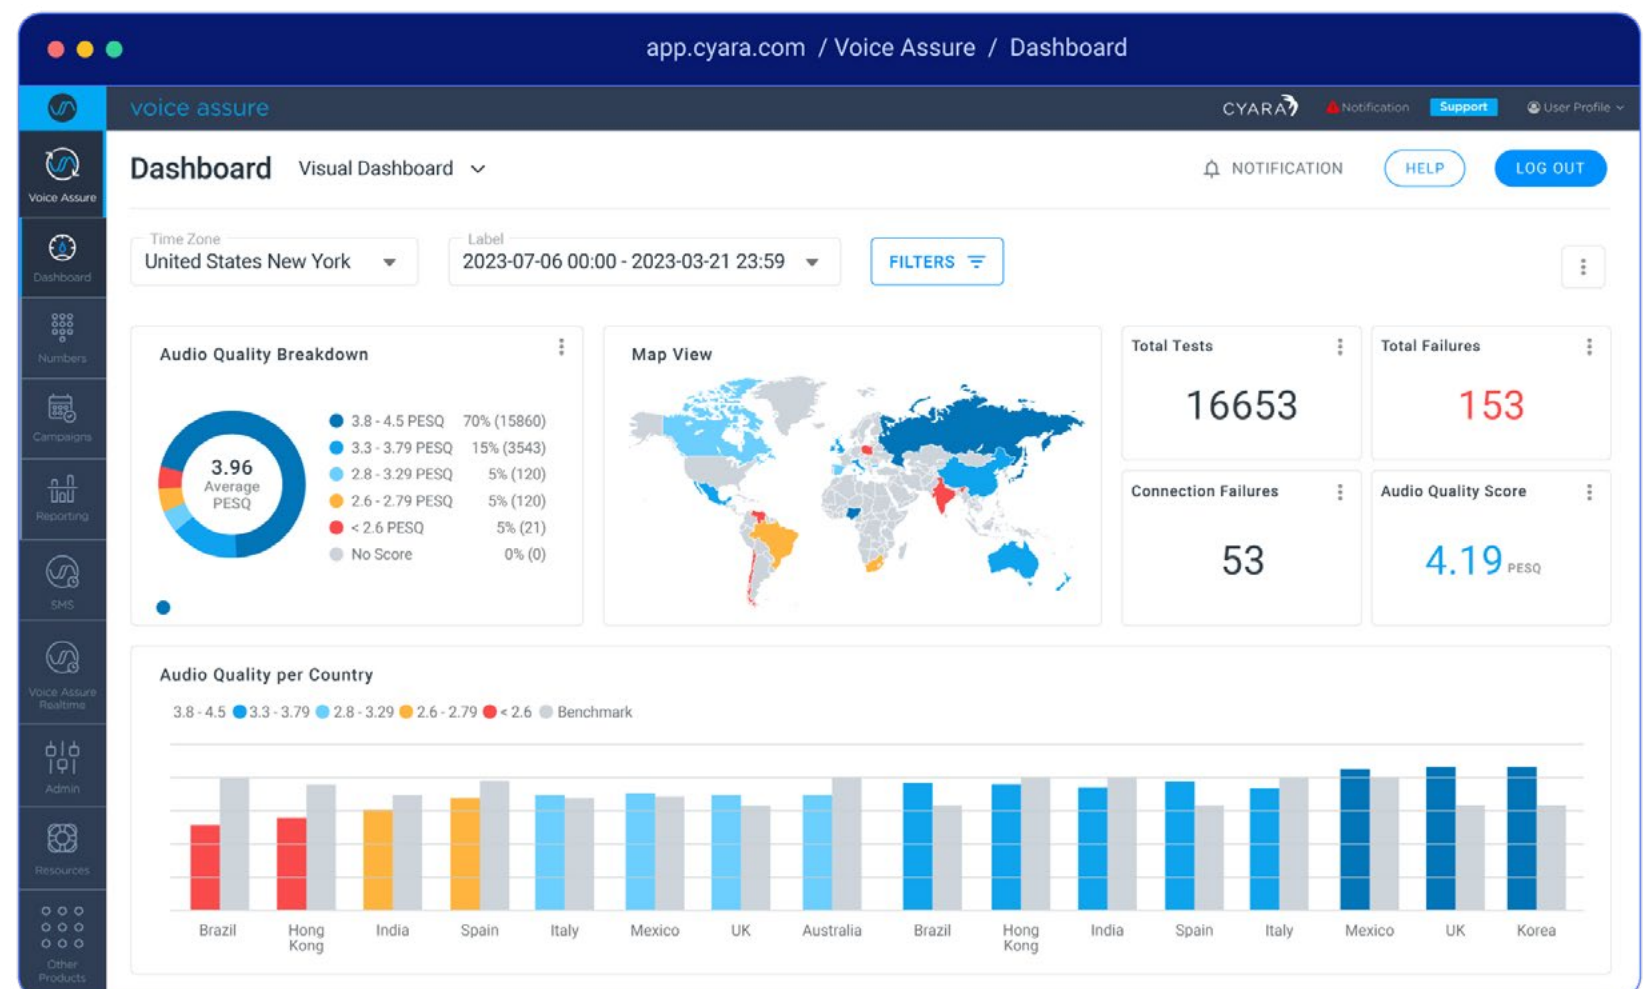 app.cyara.com / Voice Assure / Dashboard
voice assure
CYARA
Notification
Support
User Profile
Voice Assure
Dashboard
Numbers
Campaigns
Reporting
SMS
Voice Assure
Realtime
Admin
Resources
Other
Products
Dashboard
Visual Dashboard
NOTIFICATION
HELP
LOG OUT
Time Zone
United States New York
Label
2023-07-06 00:00 - 2023-03-21 23:59
FILTERS
Audio Quality Breakdown
3.96
Average
PESQ
3.8 - 4.5 PESQ 70% (15860)
3.3 - 3.79 PESQ 15% (3543)
2.8 - 3.29 PESQ 5% (120)
2.6 - 2.79 PESQ 5% (120)
< 2.6 PESQ 5% (21)
No Score 0% (0)
Map View
Total Tests
16653
Total Failures
153
Connection Failures
53
Audio Quality Score
4.19 PESQ
Audio Quality per Country
3.8 - 4.5 3.3 - 3.79 2.8 - 3.29 2.6 - 2.79 < 2.6 Benchmark
Brazil Hong Kong India Spain Italy Mexico UK Australia Brazil Hong Kong India Spain Italy Mexico UK Korea